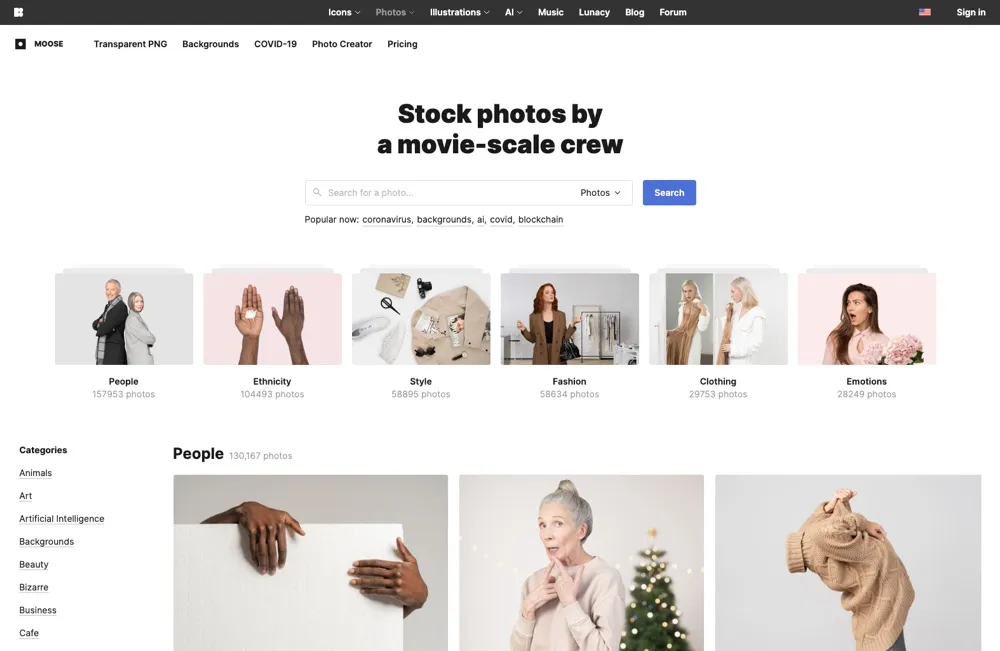 Icons Photos Illustrations AI Music Lunacy Blog Forum Sign in
MOOSE Transparent PNG Backgrounds COVID-19 Photo Creator Pricing
Stock photos by
a movie-scale crew
Search for a photo... Photos Search
Popular now: coronavirus, backgrounds, ai, covid, blockchain
People Ethnicity Style Fashion Clothing Emotions
157953 photos 104493 photos 58895 photos 58634 photos 29753 photos 28249 photos
Categories
People 130,167 photos
Animals
Art
Artificial Intelligence
Backgrounds
Beauty
Bizarre
Business
Cafe